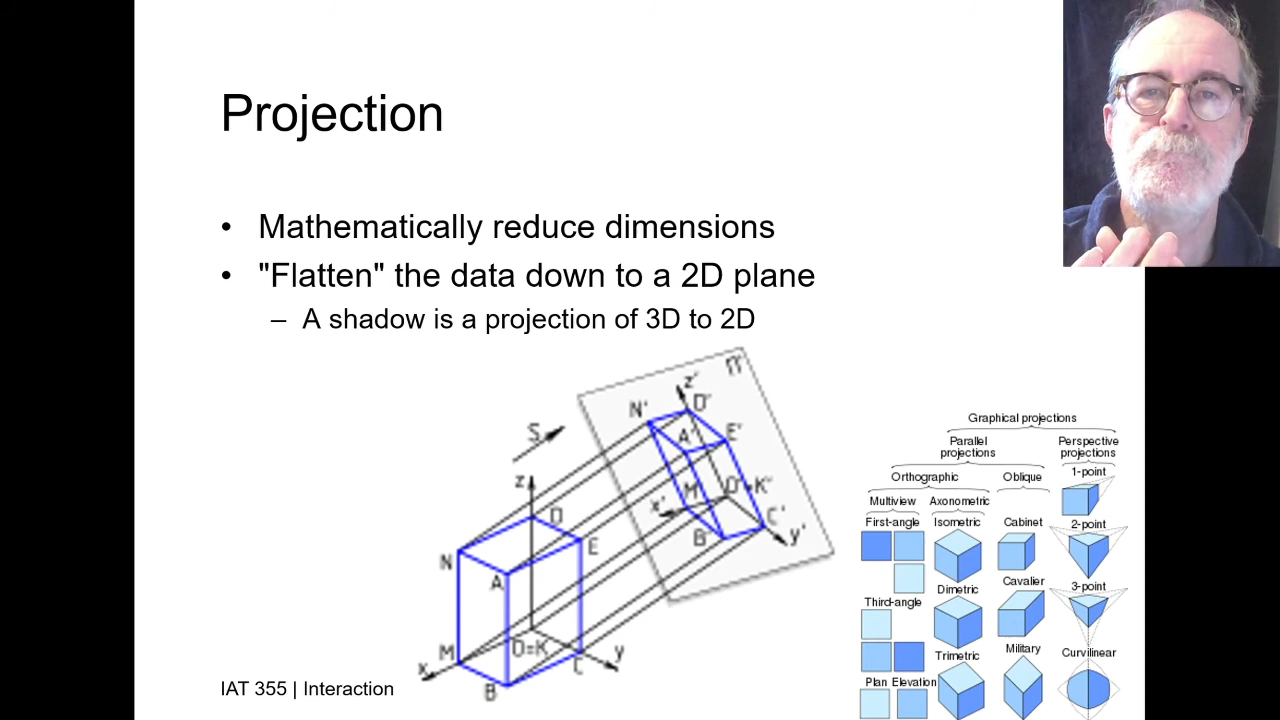 Projection
• Mathematically reduce dimensions
• "Flatten" the data down to a 2D plane
– A shadow is a projection of 3D to 2D
Π'
z'
N'
D'
A'
E'
S
z
M'
O'≡K'
x'
C'
B'
y'
D
N
E
A
M
O≡K
y
x
C
B
Graphical projections
Parallel
projections
Perspective
projections
Orthographic
Oblique
1-point
Multiview
Axonometric
First-angle
Isometric
Cabinet
2-point
Third-angle
Dimetric
Cavalier
3-point
Trimetric
Military
Curvilinear
Plan
Elevation
IAT 355 | Interaction